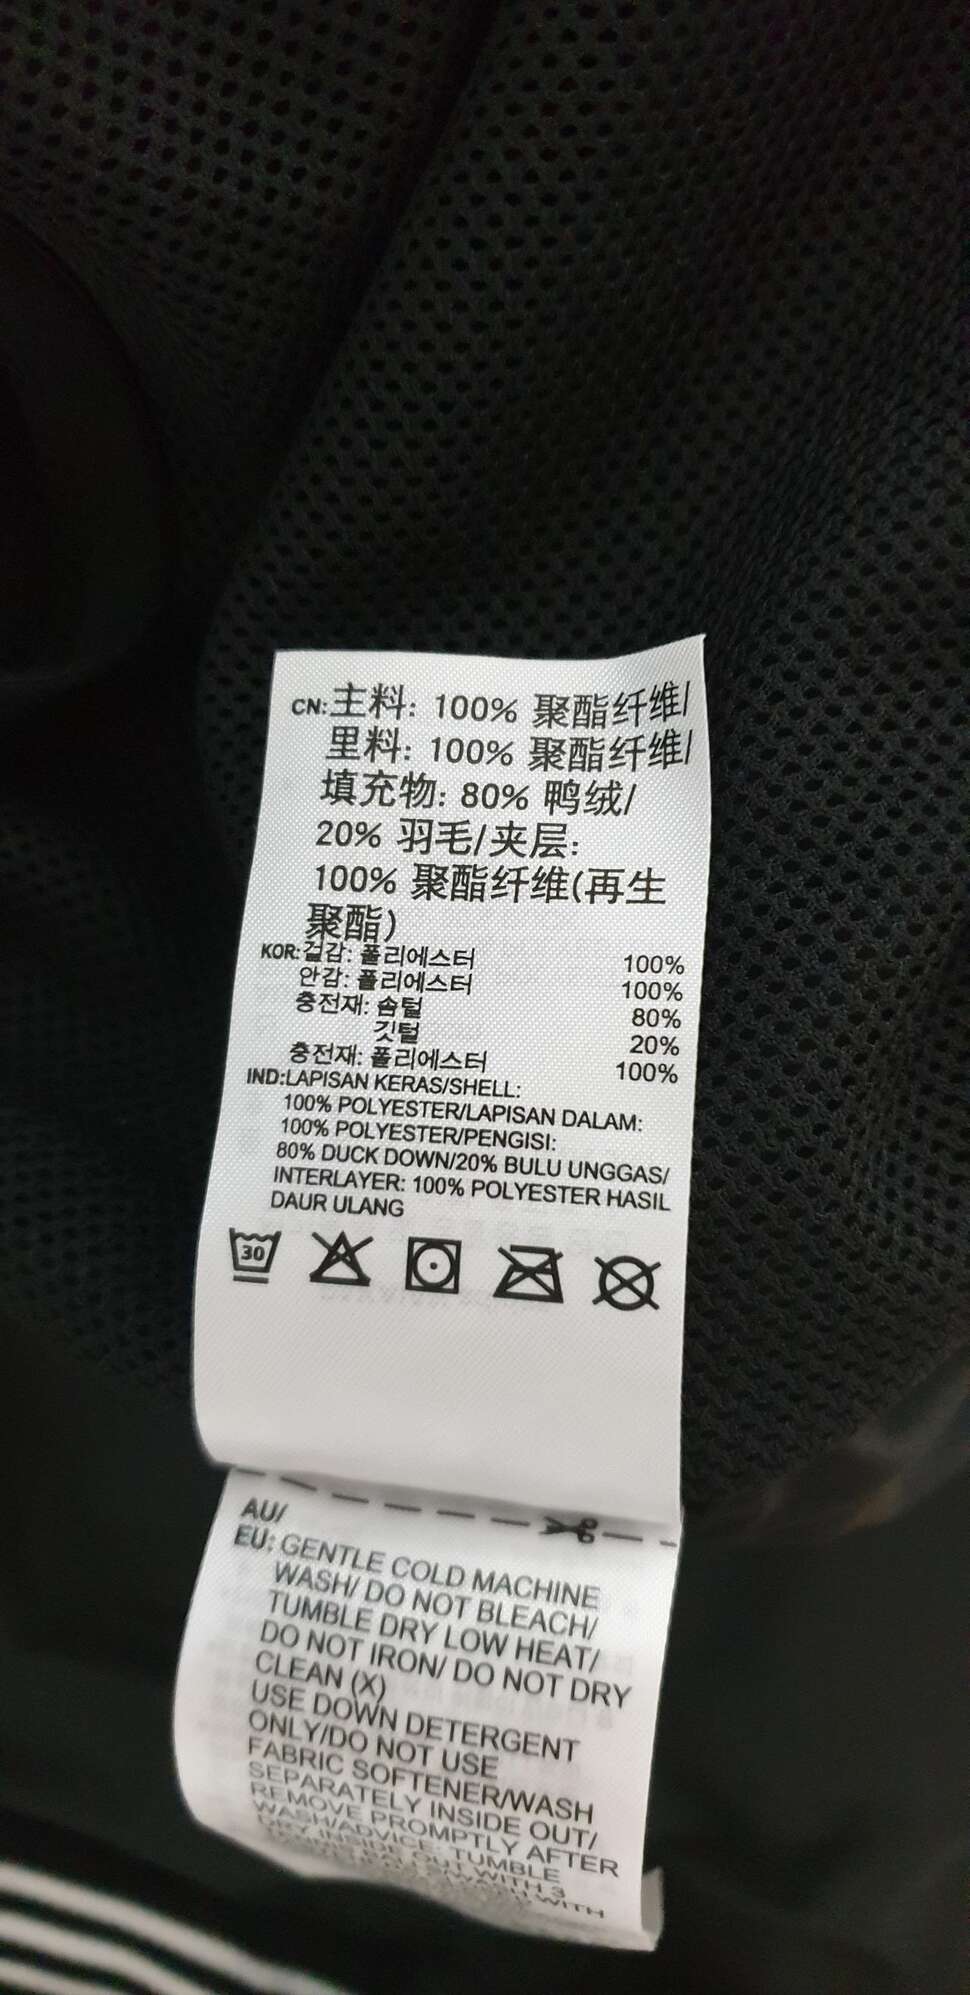 CN: 主料: 100% 聚酯纤维/
里料: 100% 聚酯纤维/
填充物: 80% 鸭绒/
20% 羽毛/夹层:
100% 聚酯纤维(再生
聚酯)
KOR: 겉감: 폴리에스터 100%
안감: 폴리에스터 100%
충전재: 솜털 80%
깃털 20%
충전재: 폴리에스터 100%
IND:LAPISAN KERAS/SHELL:
100% POLYESTER/LAPISAN DALAM:
100% POLYESTER/PENGISI:
80% DUCK DOWN/20% BULU UNGGAS/
INTERLAYER: 100% POLYESTER HASIL
DAUR ULANG
30
AU/
EU: GENTLE COLD MACHINE
WASH/ DO NOT BLEACH/
TUMBLE DRY LOW HEAT/
DO NOT IRON/ DO NOT DRY
CLEAN (X)
USE DOWN DETERGENT
ONLY/DO NOT USE
FABRIC SOFTENER/WASH
SEPARATELY INSIDE OUT/
REMOVE PROMPTLY AFTER
WASH/ADVICE: TUMBLE
DRY INSIDE OUT WITH 3
WASH WITH